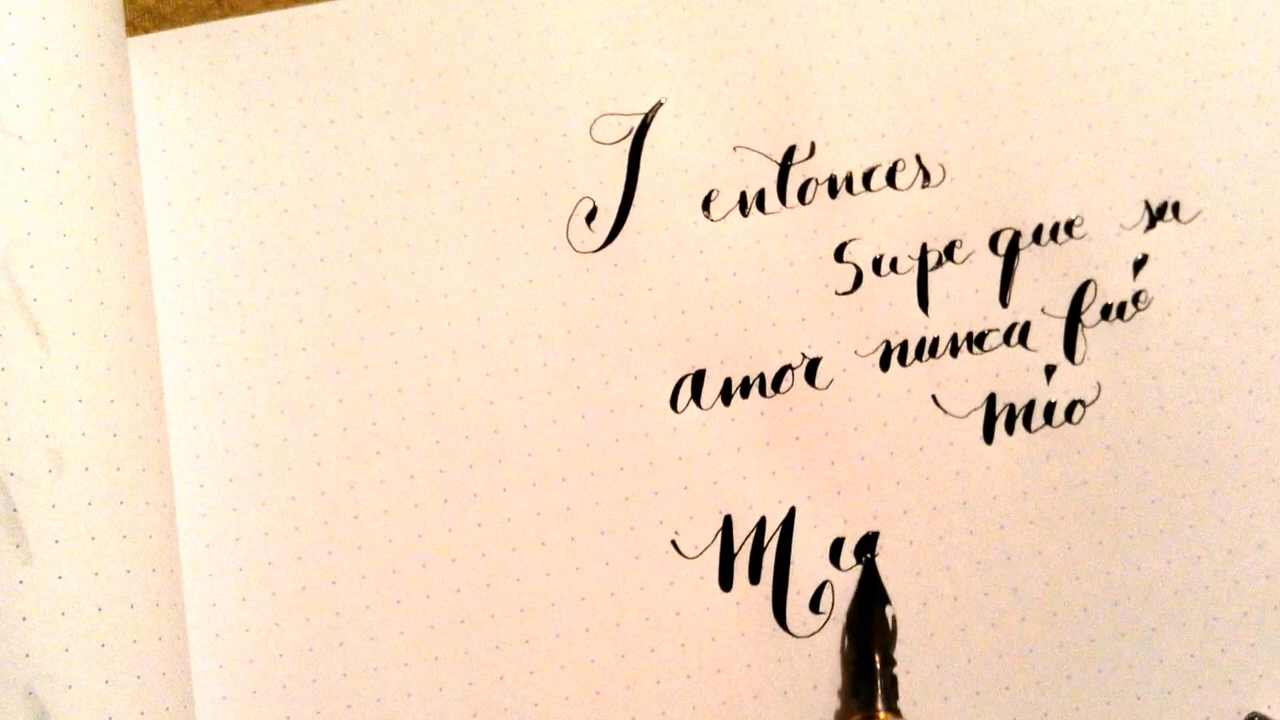 I entonces
Supe que su
amor nunca fué
mío